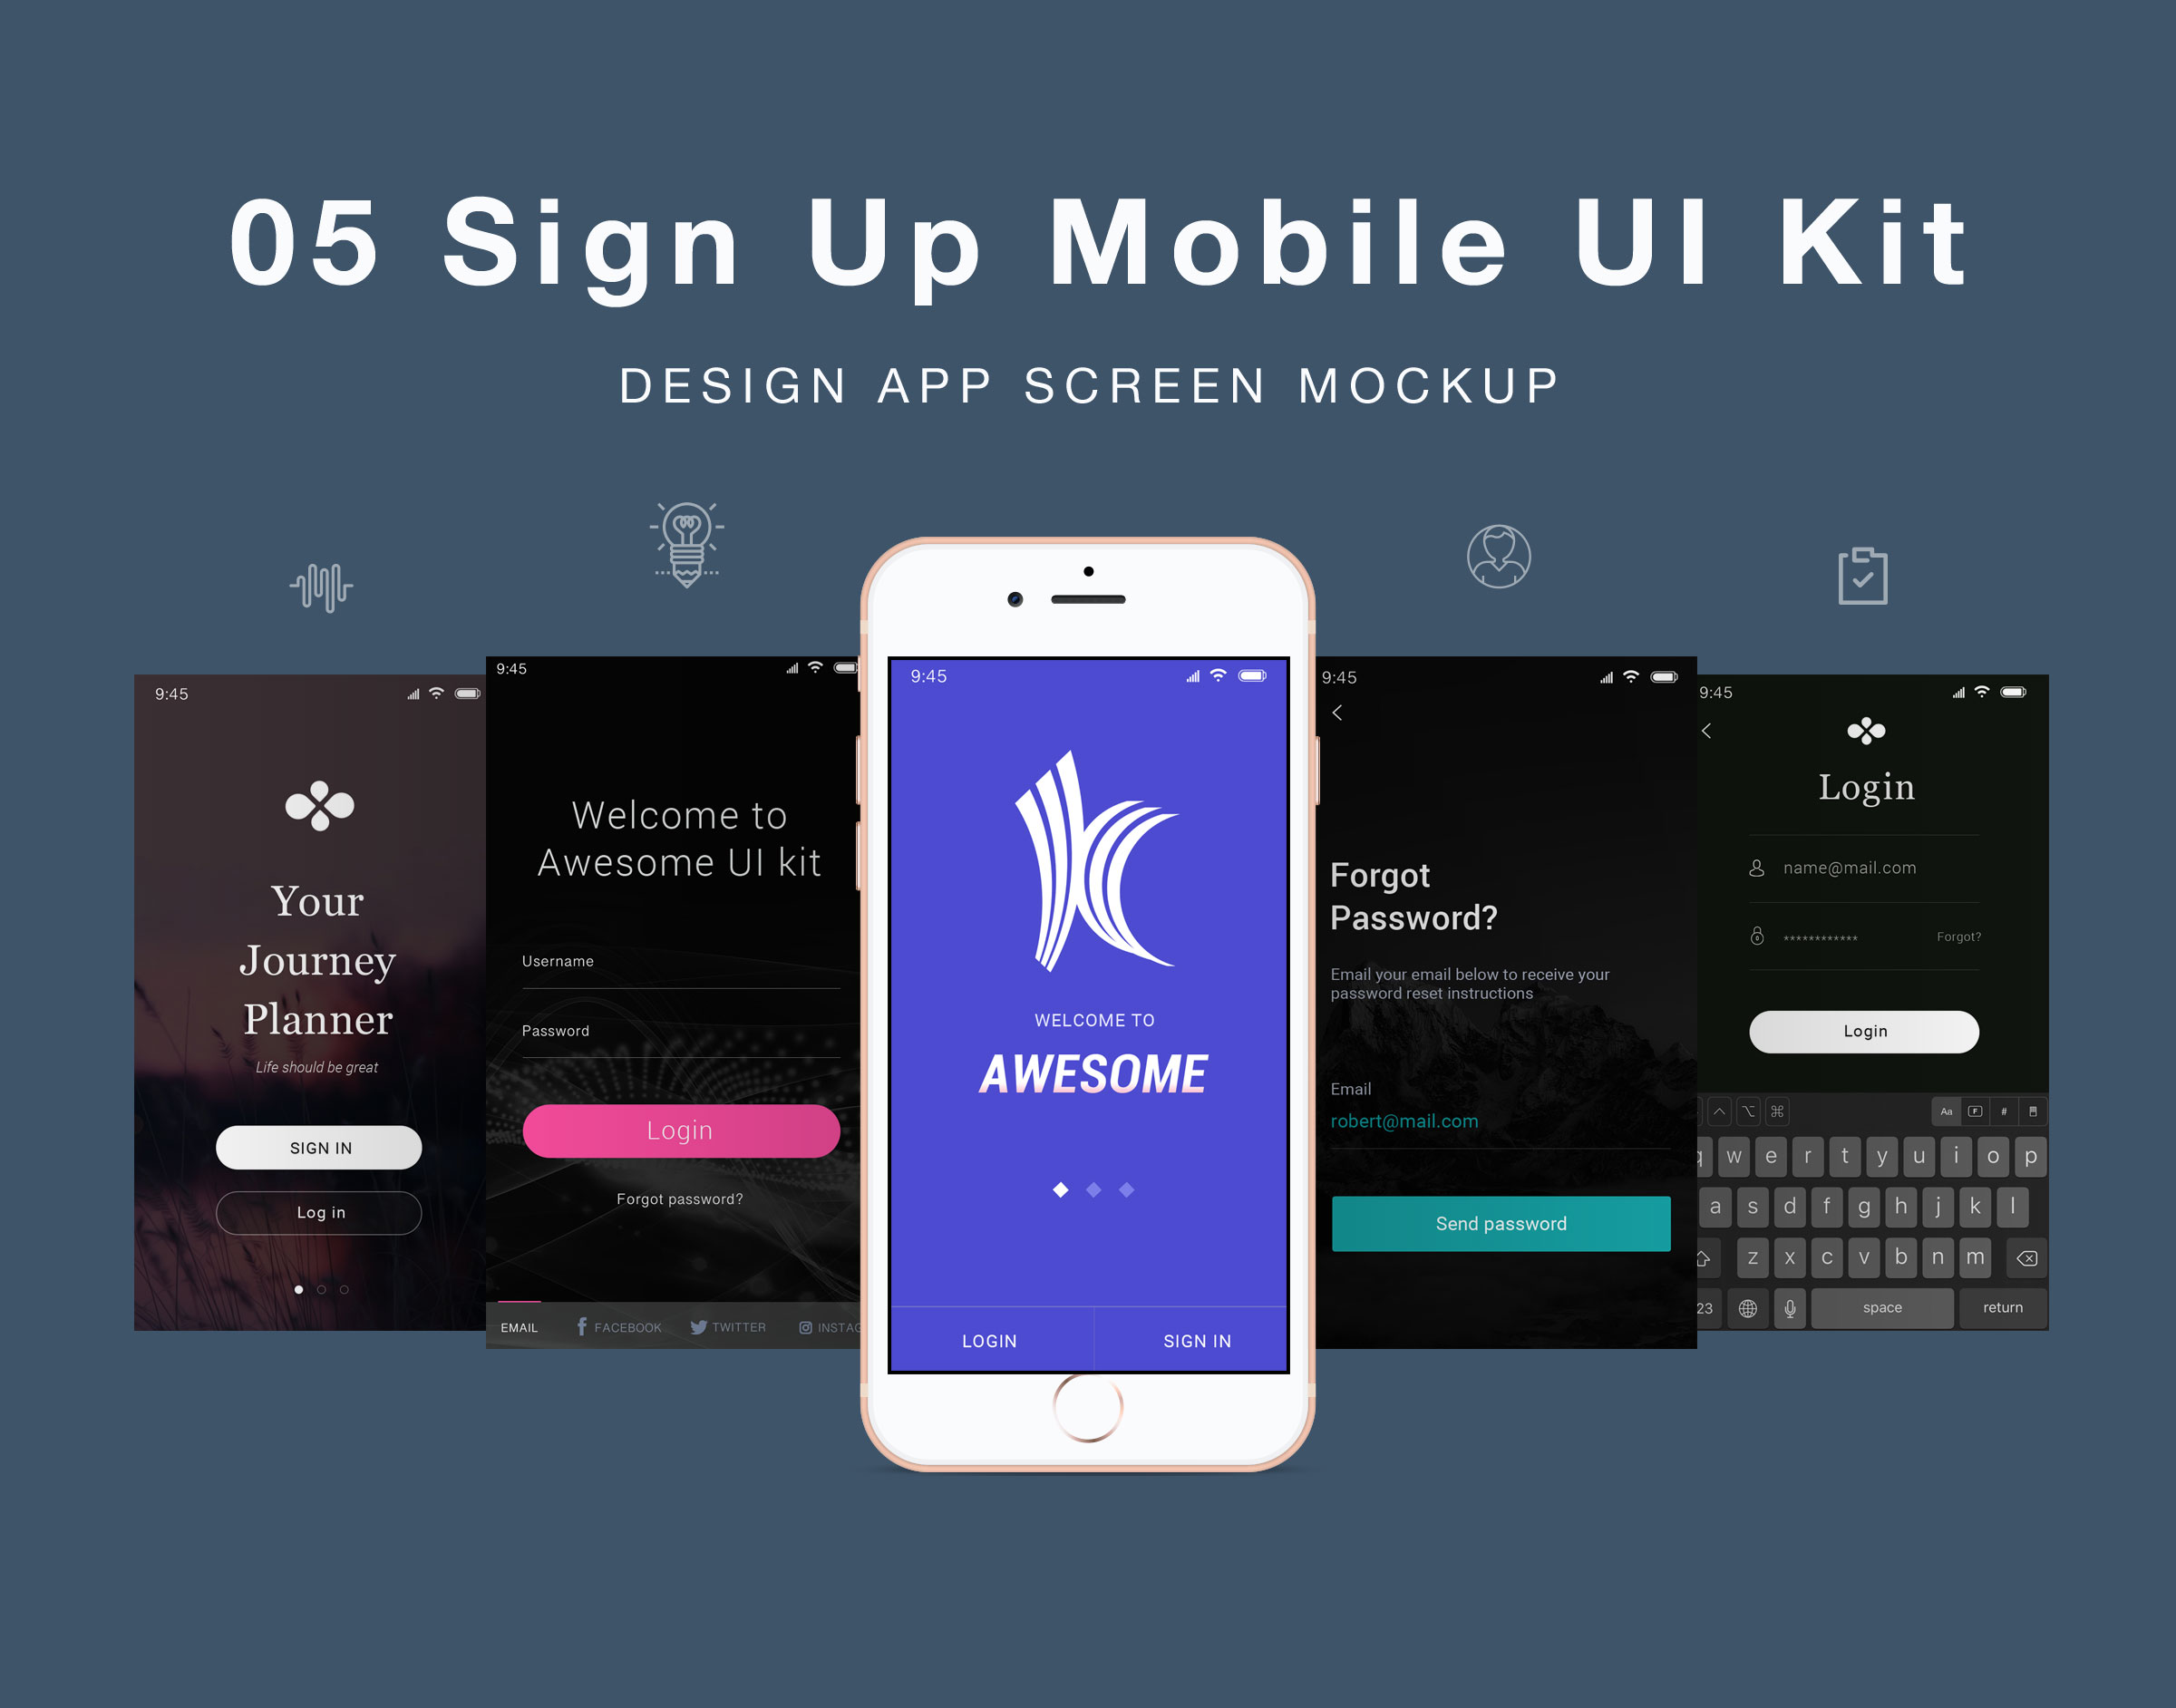 05 Sign Up Mobile UI Kit
DESIGN APP SCREEN MOCKUP
9:45
Your
Journey
Planner
Life should be great
SIGN IN
Log in
9:45
Welcome to
Awesome UI kit
Username
Password
Login
Forgot password?
EMAIL FACEBOOK TWITTER INSTAG
9:45
WELCOME TO
AWESOME
LOGIN SIGN IN
9:45
Forgot
Password?
Email your email below to receive your
password reset instructions
Email
robert@mail.com
Send password
9:45
Login
name@mail.com
************ Forgot?
Login
Aa F #
q w e r t y u i o p
a s d f g h j k l
z x c v b n m
23 space return